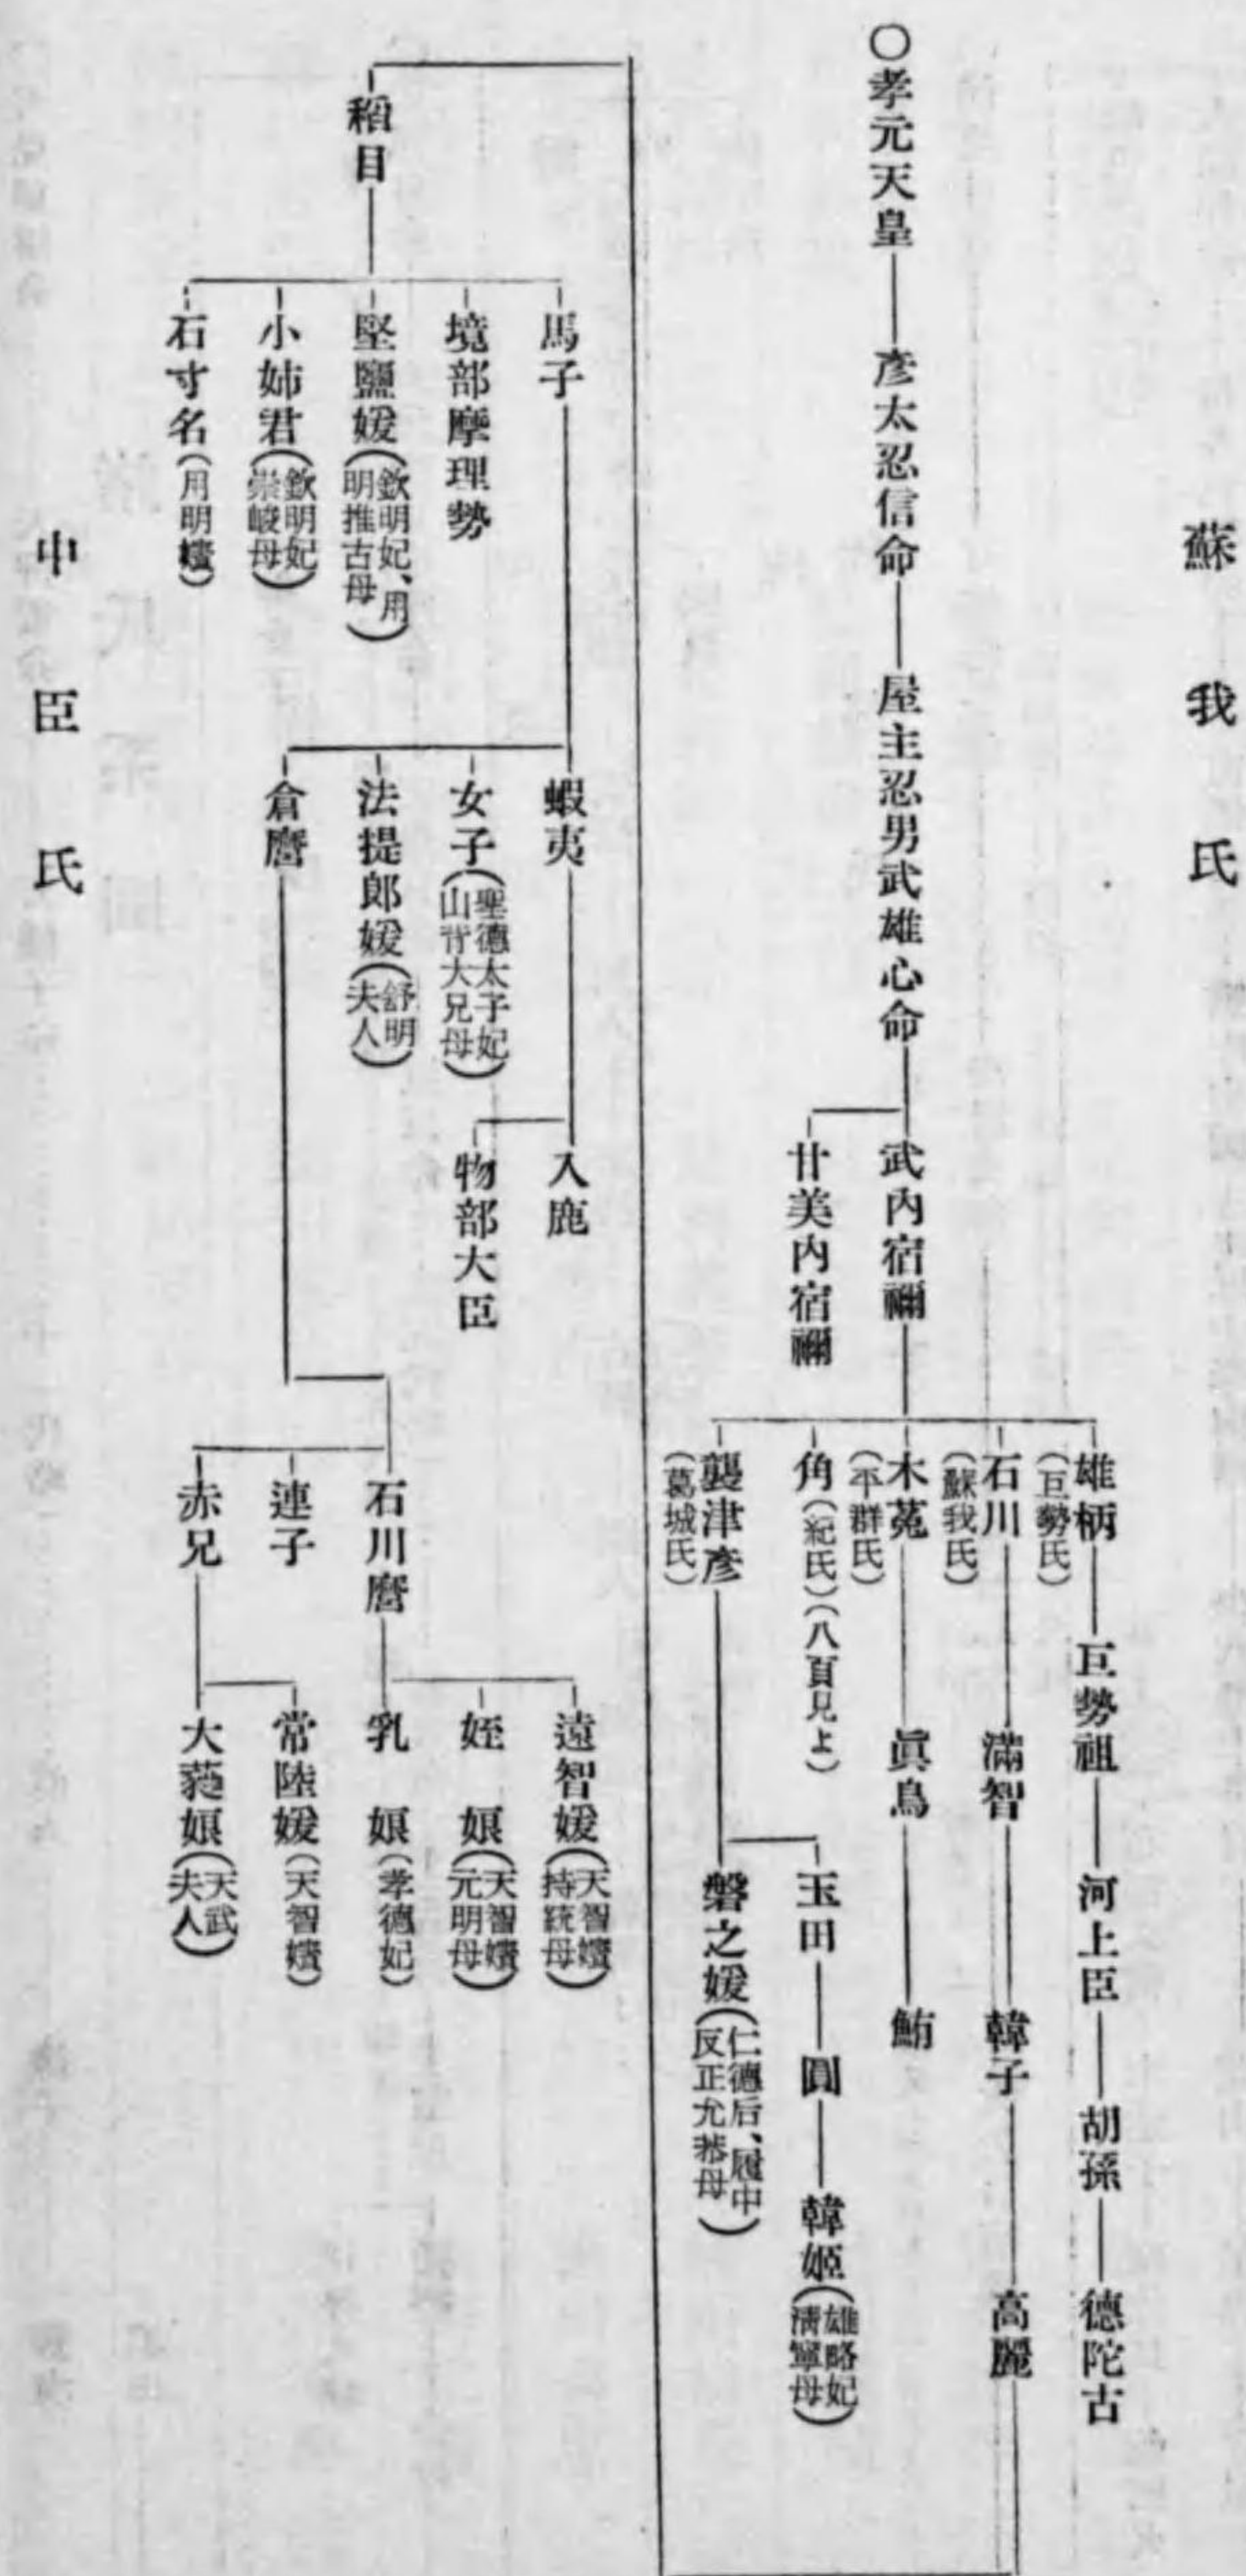 蘇我氏
○孝元天皇―彥太忍信命―屋主忍男武雄心命
武內宿禰
甘美內宿禰
雄柄(巨勢氏)―巨勢祖―河上臣―胡孫―德陀古
石川(蘇我氏)―滿智―韓子―高麗
木菟(平群氏)―眞鳥―鮪
角(紀氏)(八頁見よ)
襲津彥(葛城氏)
玉田―圓―韓姬(雄略妃淸寧母)
磐之媛(仁德后、履中反正允恭母)
稻目
馬子
境部摩理勢
堅鹽媛(欽明妃、用明推古母)
小姉君(欽明妃崇峻母)
石寸名(用明嬪)
蝦夷
女子(聖德太子妃山背大兄母)
法提郎媛(舒明夫人)
倉麿
入鹿
物部大臣
石川麿
連子
赤兄
遠智媛(天智嬪持統母)
姪娘(天智嬪元明母)
乳娘(孝德妃)
常陸媛(天智嬪)
大蕤娘(天武夫人)
中臣氏